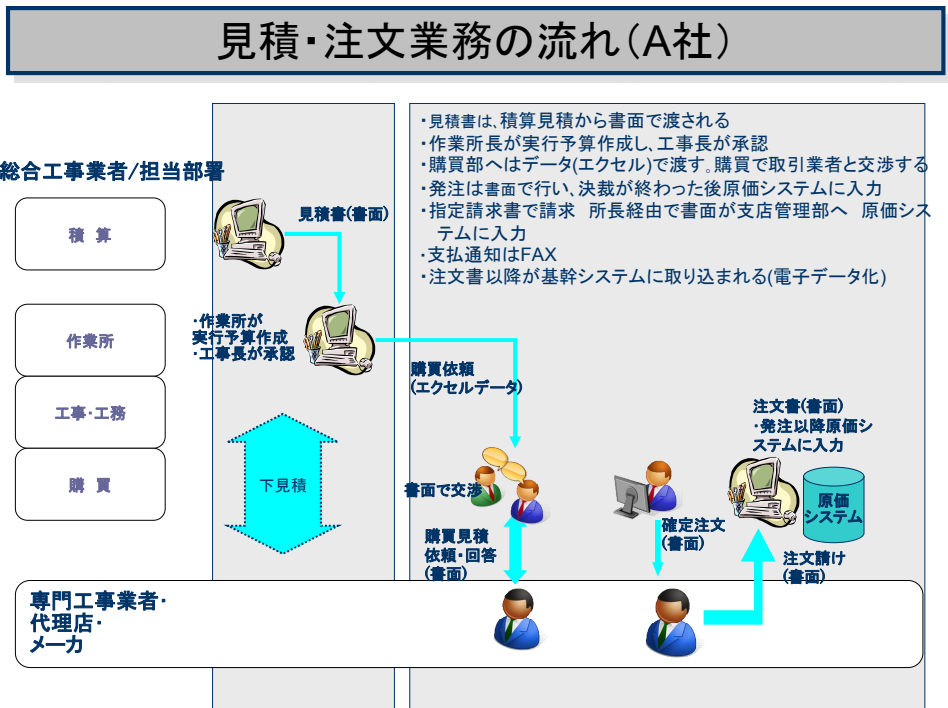 見積・注文業務の流れ（A社）
・見積書は、積算見積から書面で渡される
・作業所長が実行予算作成し、工事長が承認
・購買部へはデータ(エクセル)で渡す。購買で取引業者と交渉する
・発注は書面で行い、決裁が終わった後原価システムに入力
・指定請求書で請求　所長経由で書面が支店管理部へ　原価シス
テムに入力
・支払通知はFAX
・注文書以降が基幹システムに取り込まれる(電子データ化)
総合工事業者/担当部署
積 算
見積書(書面)
作業所
・作業所が
実行予算作成
・工事長が承認
購買依頼
(エクセルデータ)
工事・工務
注文書(書面)
・発注以降原価シ
ステムに入力
購 買
下見積
書面で交渉
原価
システム
購買見積
依頼・回答
(書面)
確定注文
(書面)
注文請け
(書面)
専門工事業者・
代理店・
メーカ